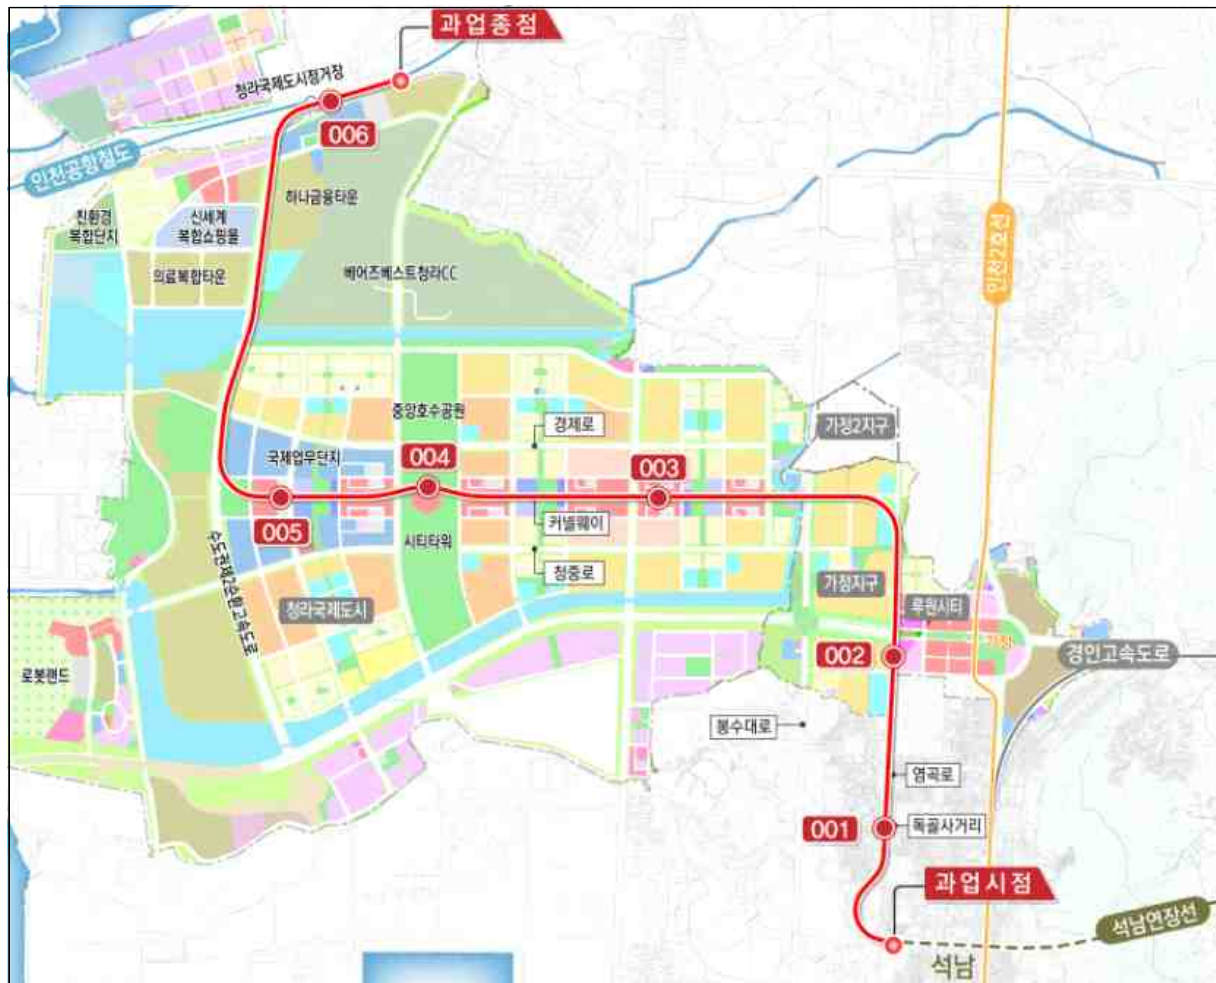 과업종점
청라국제도시정거장
006
인천공항철도
하나금융타운
친환경
복합단지
신세계
복합쇼핑몰
의료복합타운
베어즈베스트청라CC
인천2호선
중앙호수공원
경제로
가정2지구
국제업무단지
004
003
005
커낼웨이
시티타워
청중로
수도권제2순환고속도로
청라국제도시
가정지구
루원시티
가정
002
경인고속도로
로봇랜드
봉수대로
염곡로
001
독골사거리
과업시점
석남연장선
석남